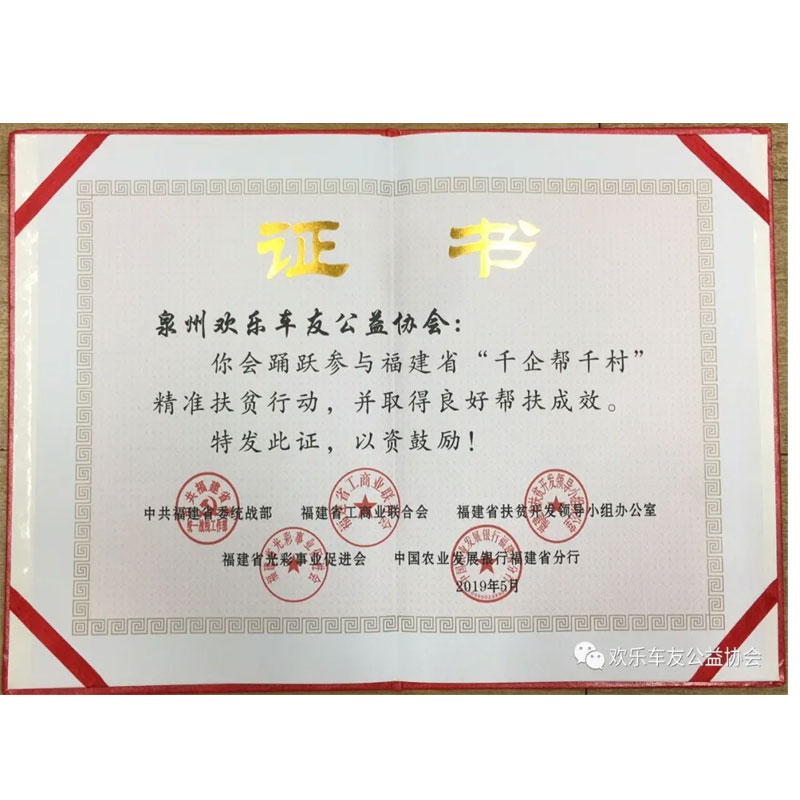 证 书
泉州欢乐车友公益协会：
你会踊跃参与福建省“千企帮千村”
精准扶贫行动，并取得良好帮扶成效。
特发此证，以资鼓励！
中共福建省委统战部 福建省工商业联合会 福建省扶贫开发领导小组办公室
福建省光彩事业促进会 中国农业发展银行福建省分行
2019年5月
欢乐车友公益协会